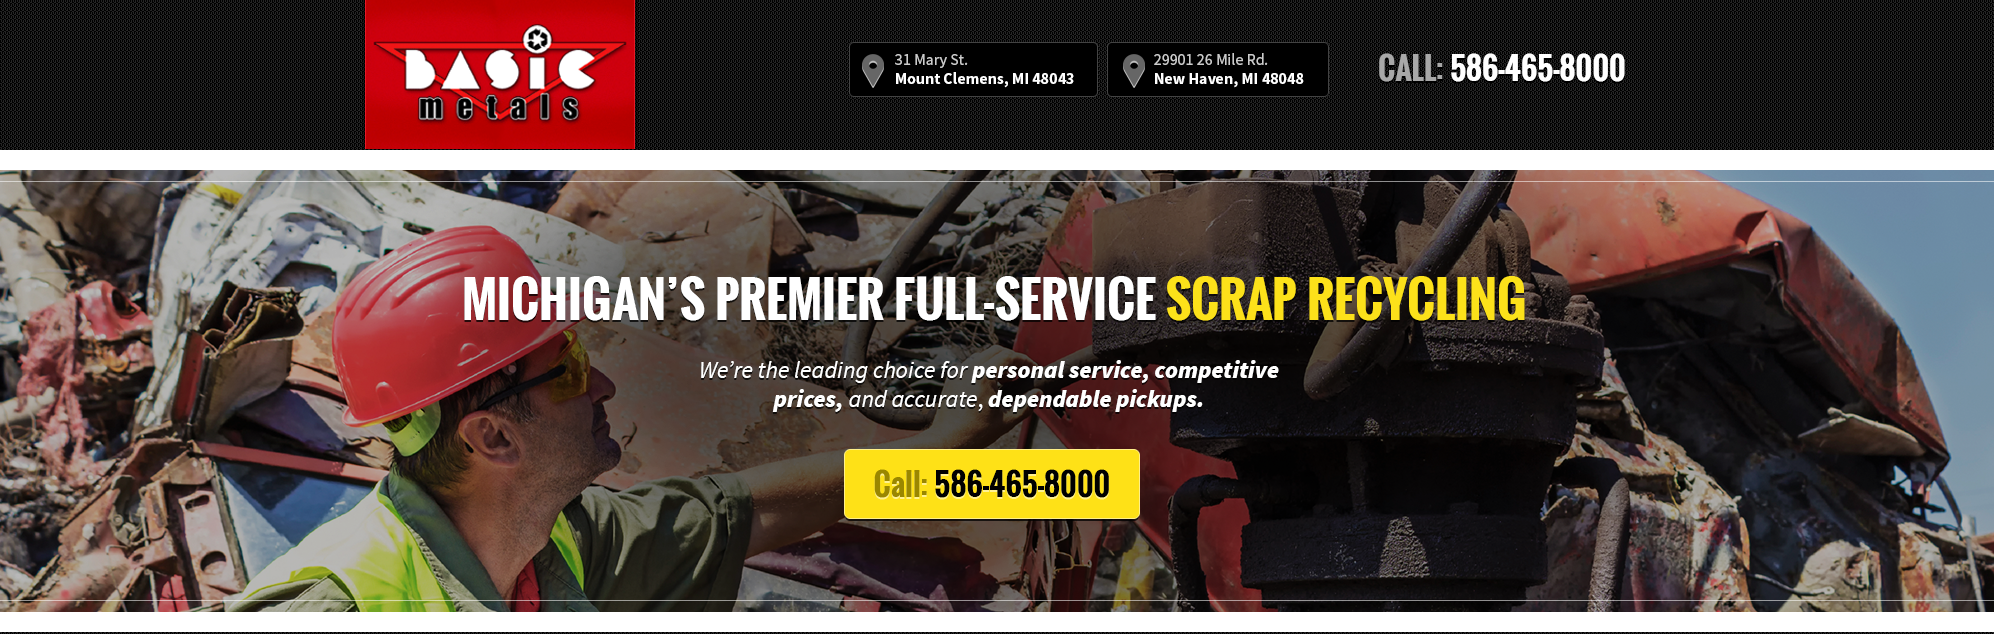 BASiC
metals
31 Mary St.
Mount Clemens, MI 48043
29901 26 Mile Rd.
New Haven, MI 48048
CALL: 586-465-8000
MICHIGAN’S PREMIER FULL-SERVICE SCRAP RECYCLING
We’re the leading choice for personal service, competitive
prices, and accurate, dependable pickups.
Call: 586-465-8000